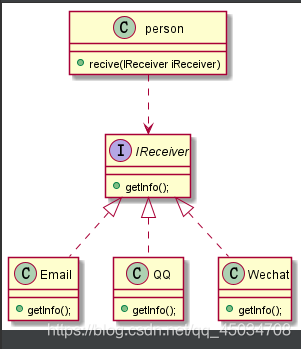 C person
recive(IReceiver iReceiver)
I IReceiver
getInfo();
C Email
getInfo();
C QQ
getInfo();
C Wechat
getInfo();
https://blog.csdn.net/qq_45034708